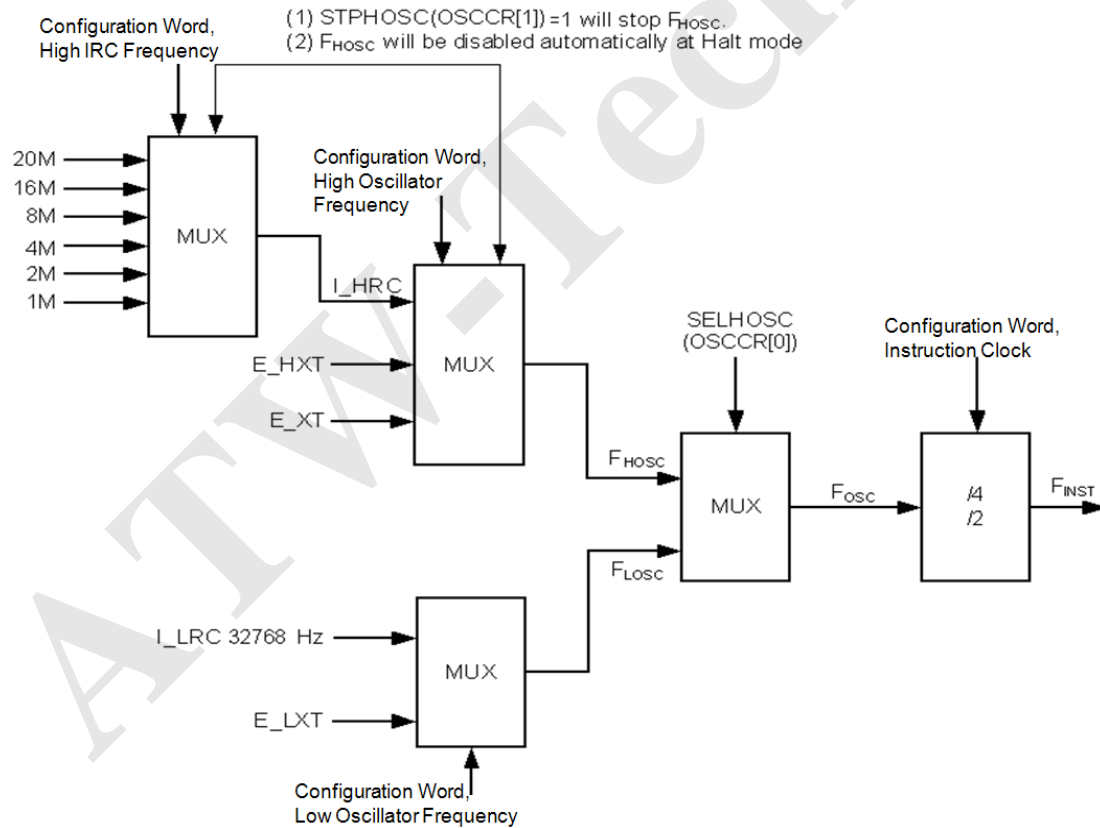 (1) STPHOSC(OSCCR[1])=1 will stop FHOSC.
(2) FHOSC will be disabled automatically at Halt mode
Configuration Word,
High IRC Frequency
20M
16M
8M
4M
2M
1M
MUX
I_HRC
Configuration Word,
High Oscillator
Frequency
E_HXT
E_XT
MUX
FHOSC
SELHOSC
(OSCCR[0])
MUX
FOSC
Configuration Word,
Instruction Clock
/4
/2
FINST
FLOSC
I_LRC 32768 Hz
E_LXT
MUX
Configuration Word,
Low Oscillator Frequency
ATW-Tech